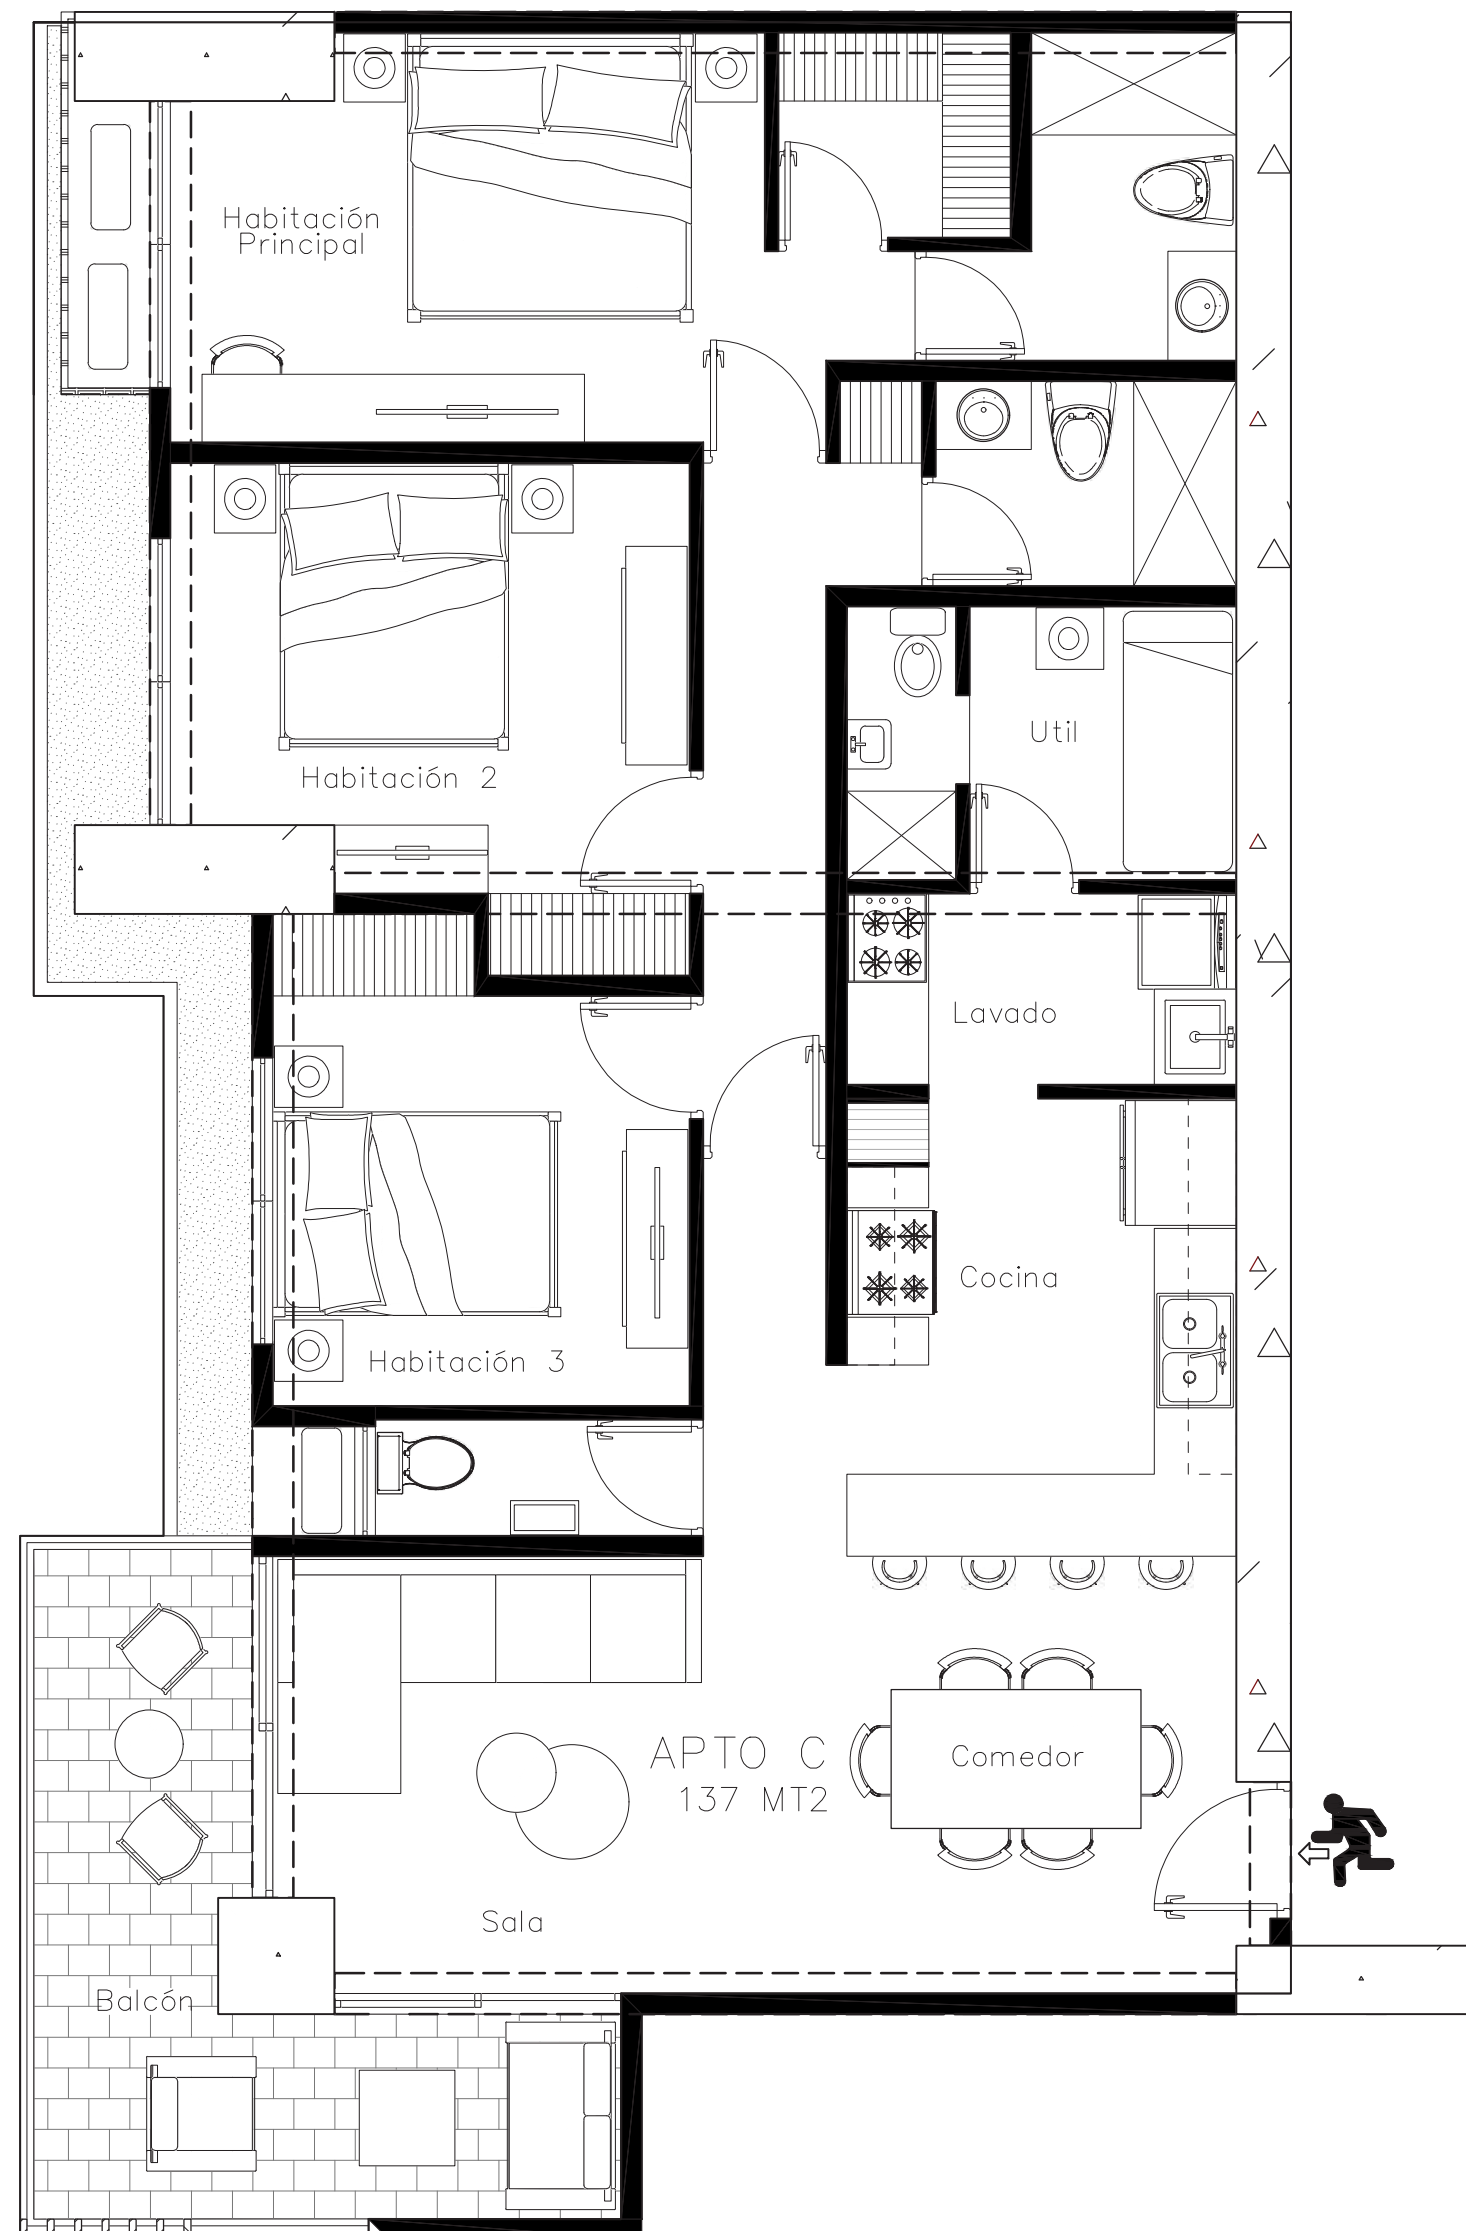 Habitación
Principal
Habitación 2
Util
Lavado
Cocina
Habitación 3
APTO C
137 MT2
Comedor
Sala
Balcón